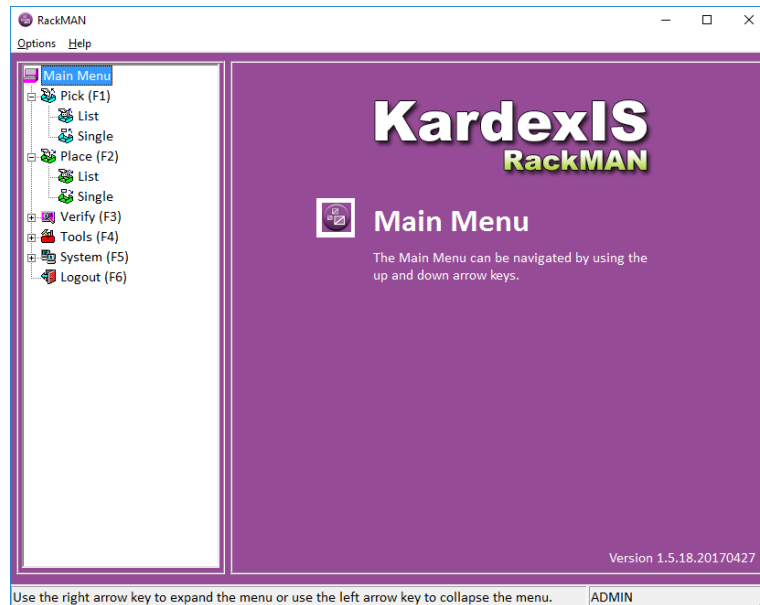 RackMAN
Options Help
Main Menu
Pick (F1)
List
Single
Place (F2)
List
Single
Verify (F3)
Tools (F4)
System (F5)
Logout (F6)
KardexIS
RackMAN
Main Menu
The Main Menu can be navigated by using the
up and down arrow keys.
Version 1.5.18.20170427
Use the right arrow key to expand the menu or use the left arrow key to collapse the menu. ADMIN